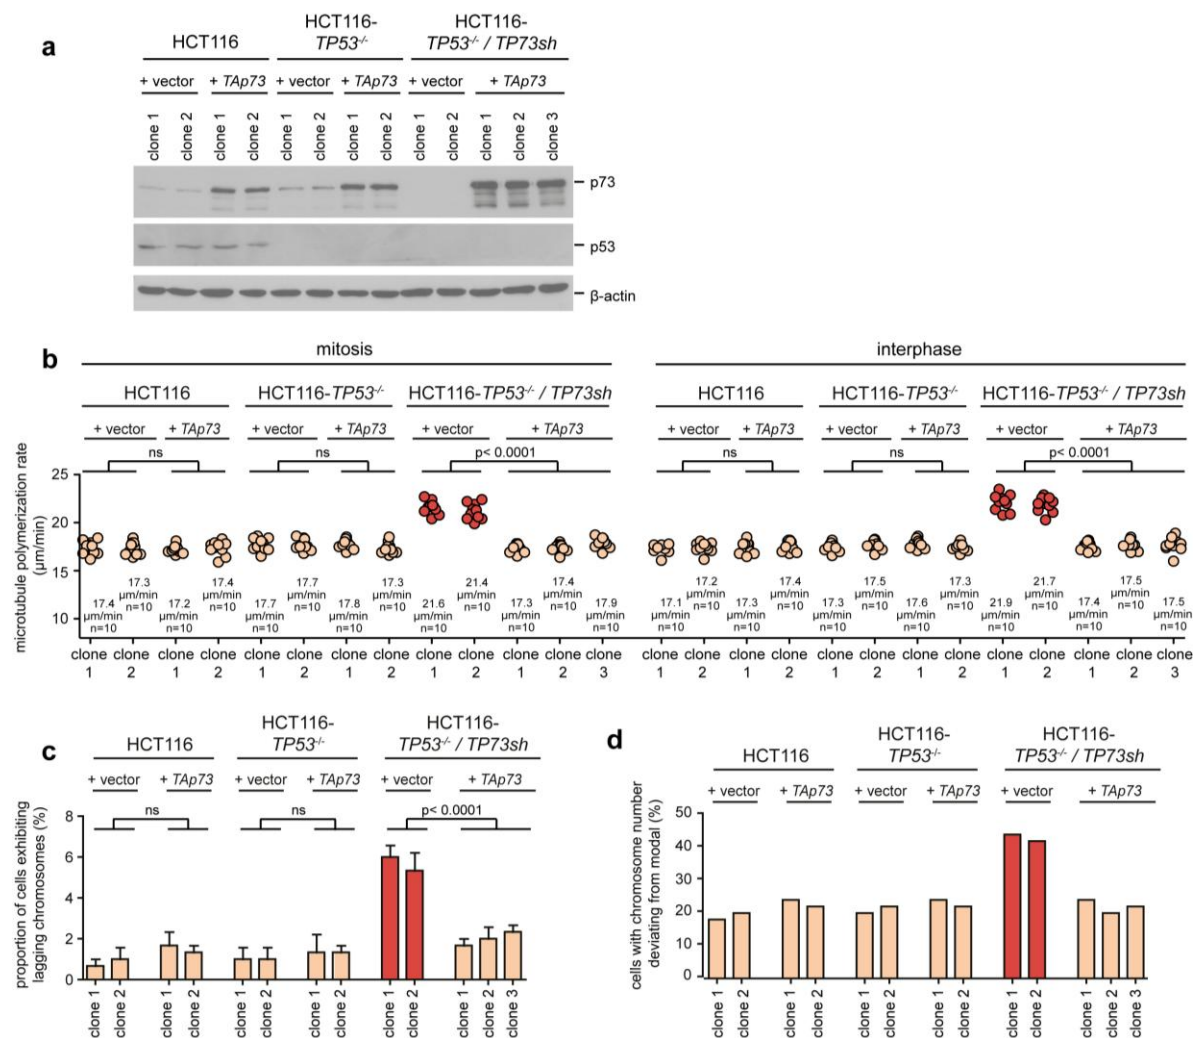 a
HCT116
HCT116-
TP53-/-
HCT116-
TP53-/- / TP73sh
+ vector + TAp73 + vector + TAp73 + vector + TAp73
clone 1 clone 2 clone 1 clone 2 clone 1 clone 2 clone 1 clone 2 clone 1 clone 2 clone 1 clone 2 clone 3
p73
p53
β-actin
b
mitosis
HCT116 HCT116-TP53-/- HCT116-TP53-/- / TP73sh
+ vector + TAp73 + vector + TAp73 + vector + TAp73
ns ns p< 0.0001
microtubule polymerization rate
(µm/min)
25
20
15
10
17.4
µm/min
n=10
17.3
µm/min
n=10
17.2
µm/min
n=10
17.4
µm/min
n=10
17.7
µm/min
n=10
17.7
µm/min
n=10
17.8
µm/min
n=10
17.3
µm/min
n=10
21.6
µm/min
n=10
21.4
µm/min
n=10
17.3
µm/min
n=10
17.4
µm/min
n=10
17.9
µm/min
n=10
clone clone clone clone clone clone clone clone clone clone clone clone clone
1 2 1 2 1 2 1 2 1 2 1 2 3
interphase
HCT116 HCT116-TP53-/- HCT116-TP53-/- / TP73sh
+ vector + TAp73 + vector + TAp73 + vector + TAp73
ns ns p< 0.0001
17.1
µm/min
n=10
17.2
µm/min
n=10
17.3
µm/min
n=10
17.4
µm/min
n=10
17.3
µm/min
n=10
17.5
µm/min
n=10
17.6
µm/min
n=10
17.3
µm/min
n=10
21.9
µm/min
n=10
21.7
µm/min
n=10
17.4
µm/min
n=10
17.5
µm/min
n=10
17.5
µm/min
n=10
clone clone clone clone clone clone clone clone clone clone clone clone clone
1 2 1 2 1 2 1 2 1 2 1 2 3
c
HCT116
HCT116-
TP53-/-
HCT116-
TP53-/- / TP73sh
+ vector + TAp73 + vector + TAp73 + vector + TAp73
ns ns p< 0.0001
proportion of cells exhibiting
lagging chromosomes (%)
8
6
4
2
0
clone 1 clone 2 clone 1 clone 2 clone 1 clone 2 clone 1 clone 2 clone 1 clone 2 clone 1 clone 2 clone 3
d
HCT116
HCT116-
TP53-/-
HCT116-
TP53-/- / TP73sh
+ vector + TAp73 + vector + TAp73 + vector + TAp73
cells with chromosome number
deviating from modal (%)
50
40
30
20
10
0
clone 1 clone 2 clone 1 clone 2 clone 1 clone 2 clone 1 clone 2 clone 1 clone 2 clone 1 clone 2 clone 3